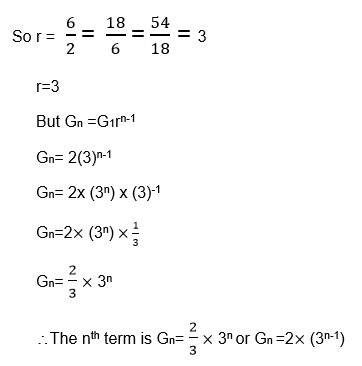 So r = 6/2 = 18/6 = 54/18 = 3
r=3
But Gₙ =G₁rⁿ⁻¹
Gₙ= 2(3)ⁿ⁻¹
Gₙ= 2x (3ⁿ) x (3)⁻¹
Gₙ=2× (3ⁿ) × 1/3
Gₙ= 2/3 × 3ⁿ
∴The nᵗʰ term is Gₙ= 2/3 × 3ⁿ or Gₙ =2× (3ⁿ⁻¹)